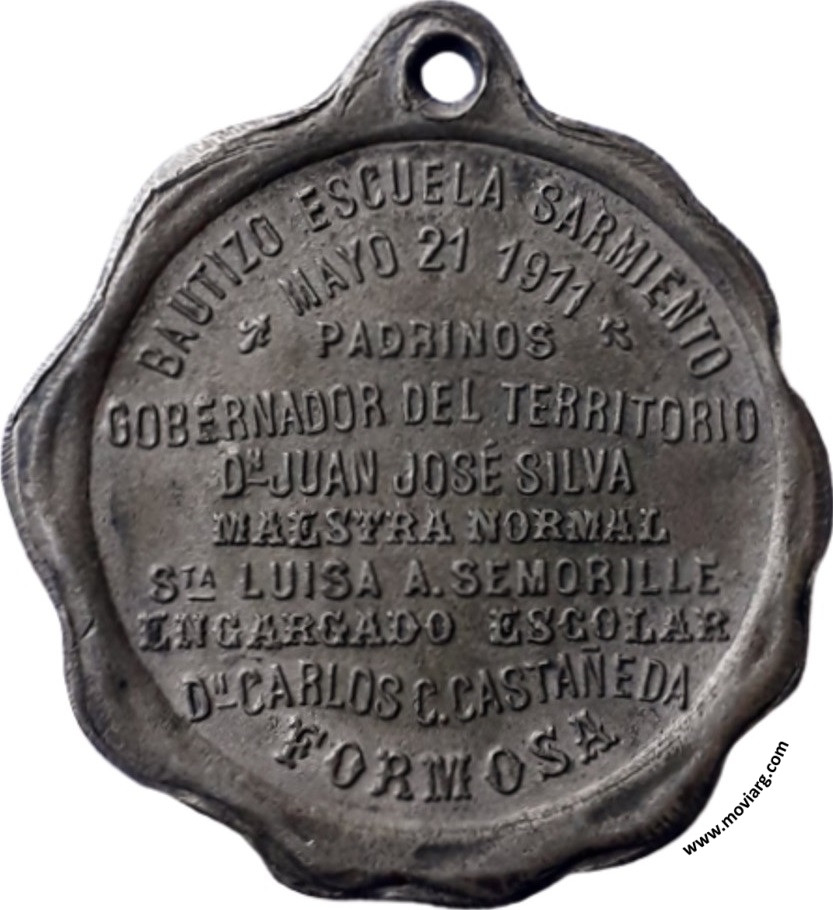 BAUTIZO ESCUELA SARMIENTO
MAYO 21 1911
PADRINOS
GOBERNADOR DEL TERRITORIO
Dⁿ JUAN JOSÉ SILVA
MAESTRA NORMAL
Sᵀᴬ LUISA A. SEMORILLE
ENCARGADO ESCOLAR
Dⁿ CARLOS C. CASTAÑEDA
FORMOSA
www.moviarg.com